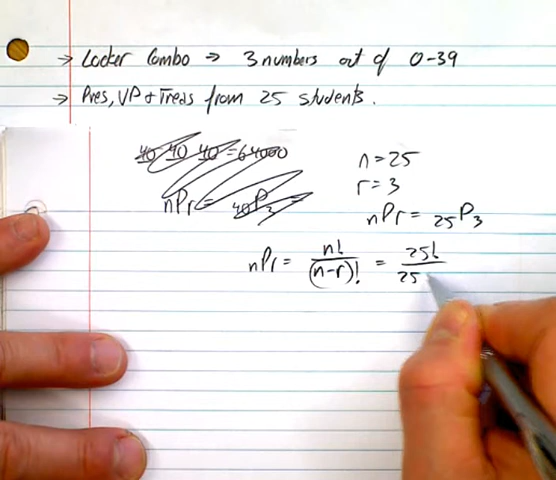 → Locker Combo → 3 numbers out of 0-39
→ Pres, VP + Treas from 25 students.
40 40 40 = 64000
nPr = 40P3 =
n = 25
r = 3
nPr = 25P3
nPr = n!/(n-r)! = 25!/25